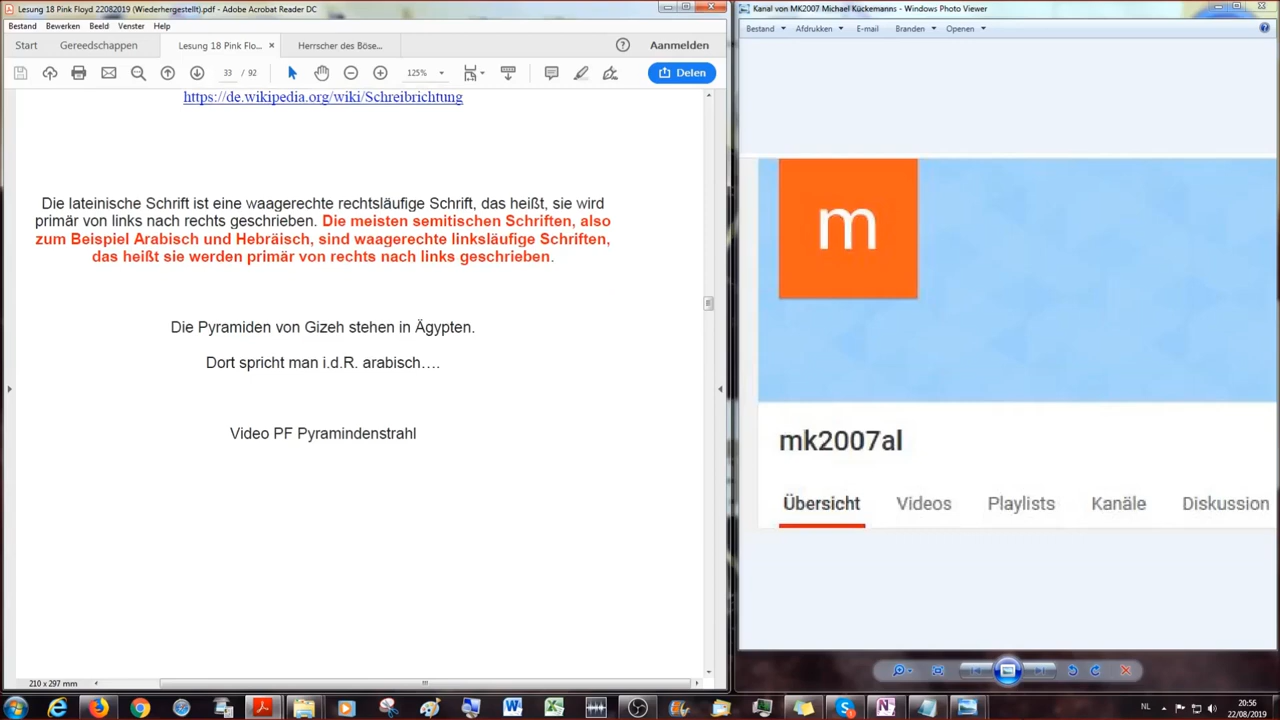 Lesung 18 Pink Floyd 22082019 (Wiederhergestellt).pdf - Adobe Acrobat Reader DC
Bestand Bewerken Beeld Venster Help
Start Gereedschappen Lesung 18 Pink Flo... × Herrscher des Böse... ? Aanmelden
33 / 92 125% Delen
https://de.wikipedia.org/wiki/Schreibrichtung
Die lateinische Schrift ist eine waagerechte rechtsläufige Schrift, das heißt, sie wird
primär von links nach rechts geschrieben. Die meisten semitischen Schriften, also
zum Beispiel Arabisch und Hebräisch, sind waagerechte linksläufige Schriften,
das heißt sie werden primär von rechts nach links geschrieben.
Die Pyramiden von Gizeh stehen in Ägypten.
Dort spricht man i.d.R. arabisch….
Video PF Pyramindenstrahl
210 x 297 mm
Kanal von MK2007 Michael Kückemanns - Windows Photo Viewer
Bestand Afdrukken E-mail Branden Openen
m
mk2007al
Übersicht Videos Playlists Kanäle Diskussion
NL 20:56
22/08/2019